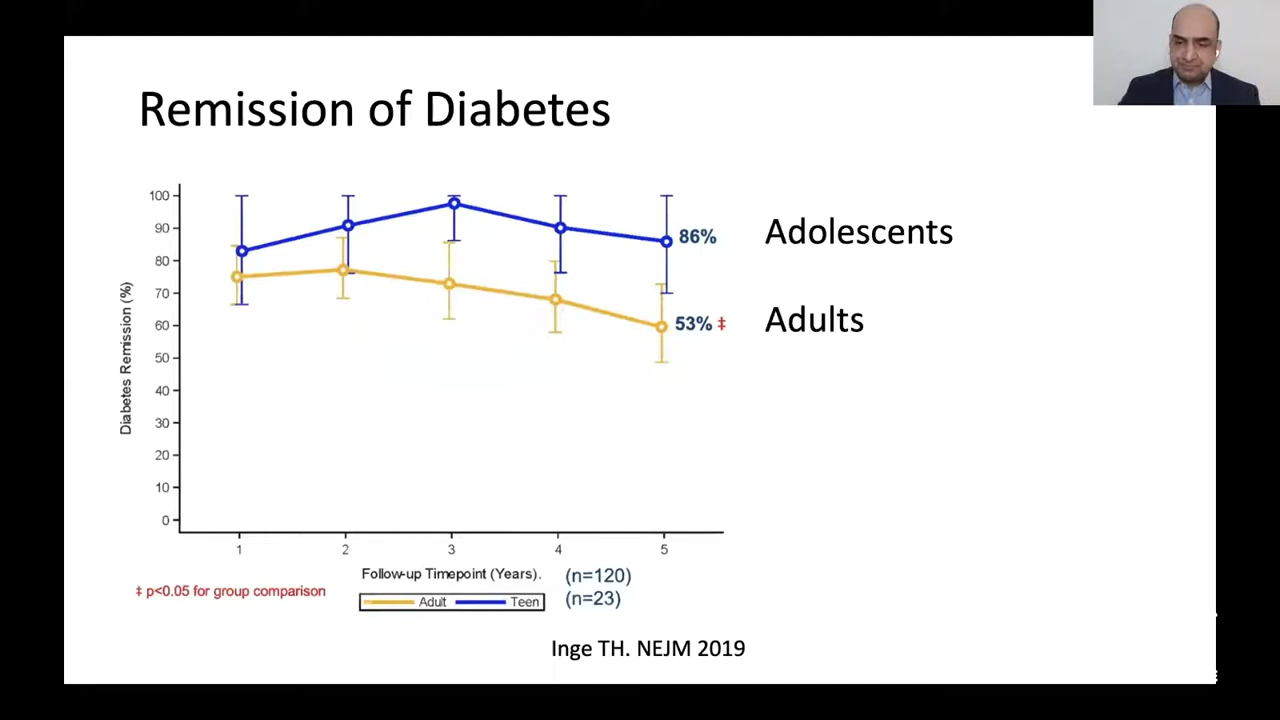 Remission of Diabetes
100
90
80
70
60
50
40
30
20
10
0
Diabetes Remission (%)
86%
53% ‡
Adolescents
Adults
1 2 3 4 5
Follow-up Timepoint (Years).
(n=120)
(n=23)
‡ p<0.05 for group comparison
Adult Teen
Inge TH. NEJM 2019